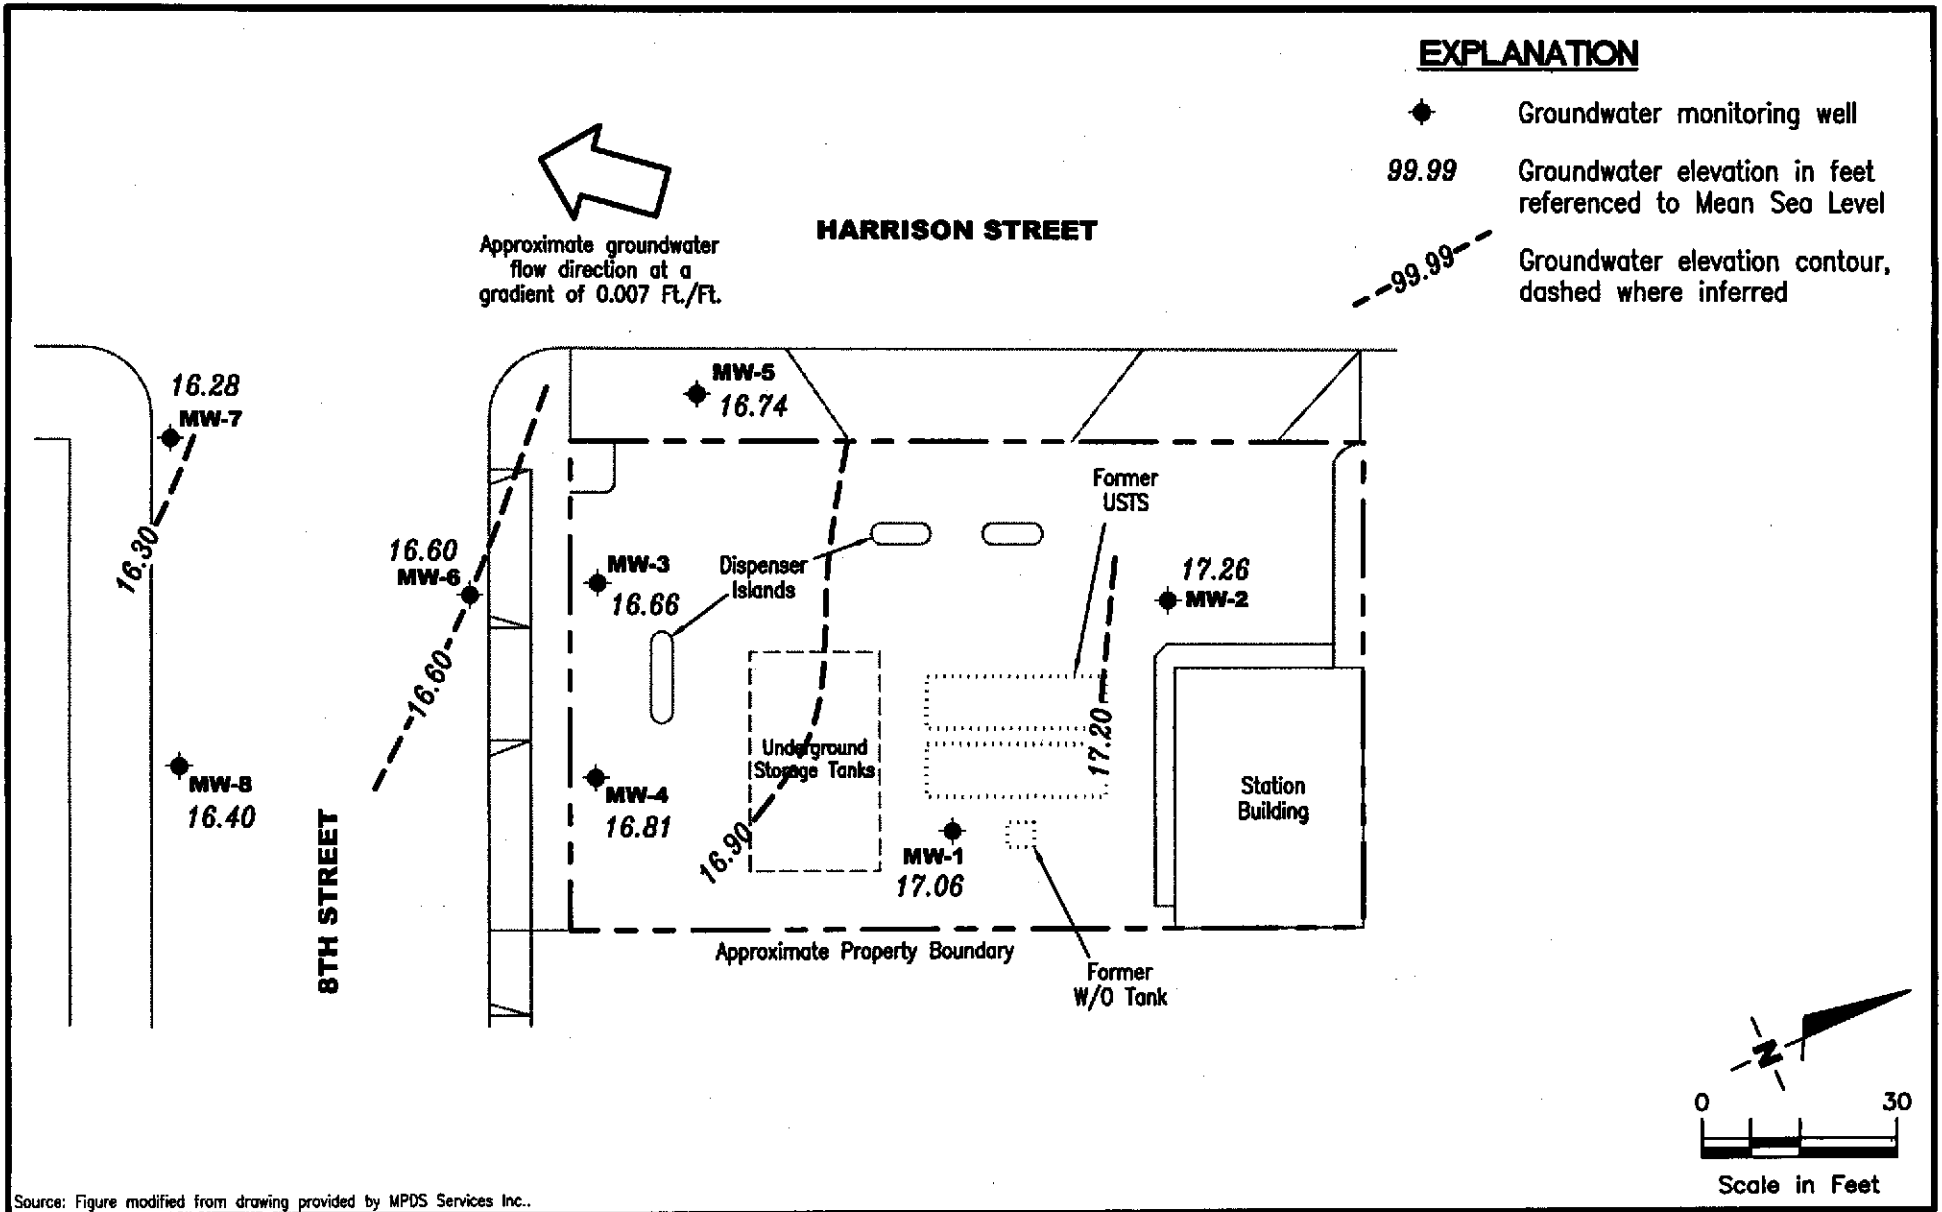 EXPLANATION
Groundwater monitoring well
99.99
Groundwater elevation in feet
referenced to Mean Sea Level
99.99
Groundwater elevation contour,
dashed where inferred
Approximate groundwater
flow direction at a
gradient of 0.007 Ft./Ft.
HARRISON STREET
16.28
MW-7
16.30
MW-5
16.74
16.60
MW-6
16.60
MW-3
16.66
Dispenser
Islands
Former
USTS
17.26
MW-2
17.20
MW-8
16.40
8TH STREET
MW-4
16.81
Underground
Storage Tanks
16.90
MW-1
17.06
Station
Building
Approximate Property Boundary
Former
W/O Tank
N
0 30
Scale in Feet
Source: Figure modified from drawing provided by MPDS Services Inc..